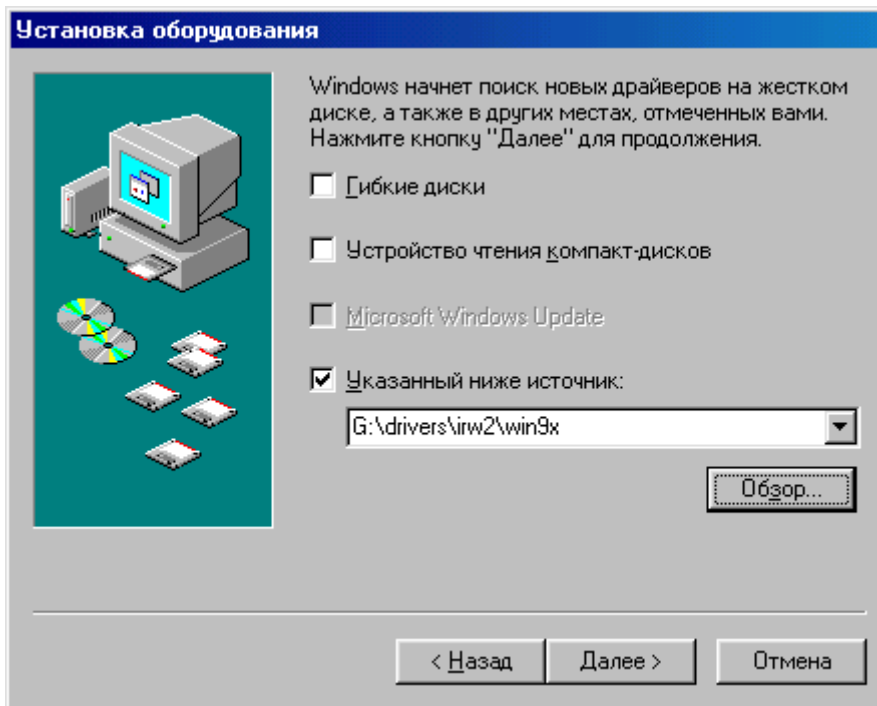 Установка оборудования
Windows начнет поиск новых драйверов на жестком
диске, а также в других местах, отмеченных вами.
Нажмите кнопку "Далее" для продолжения.
Гибкие диски
Устройство чтения компакт-дисков
Microsoft Windows Update
Указанный ниже источник:
G:\drivers\irw2\win9x
Обзор...
< Назад
Далее >
Отмена